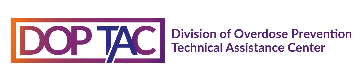 DOP TAC
Division of Overdose Prevention
Technical Assistance Center